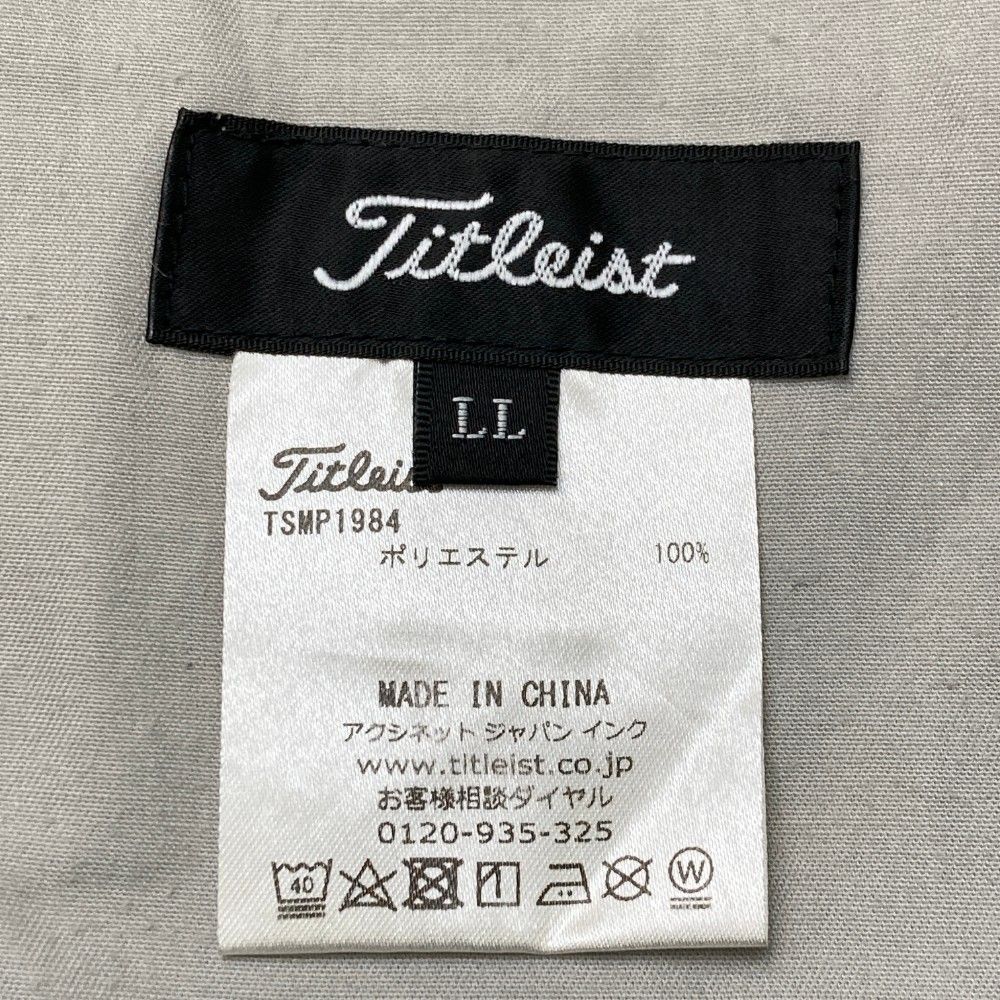 Titleist
LL
Titleist
TSMP1984
ポリエステル 100%
MADE IN CHINA
アクシネット ジャパン インク
www.titleist.co.jp
お客様相談ダイヤル
0120-935-325
40
W